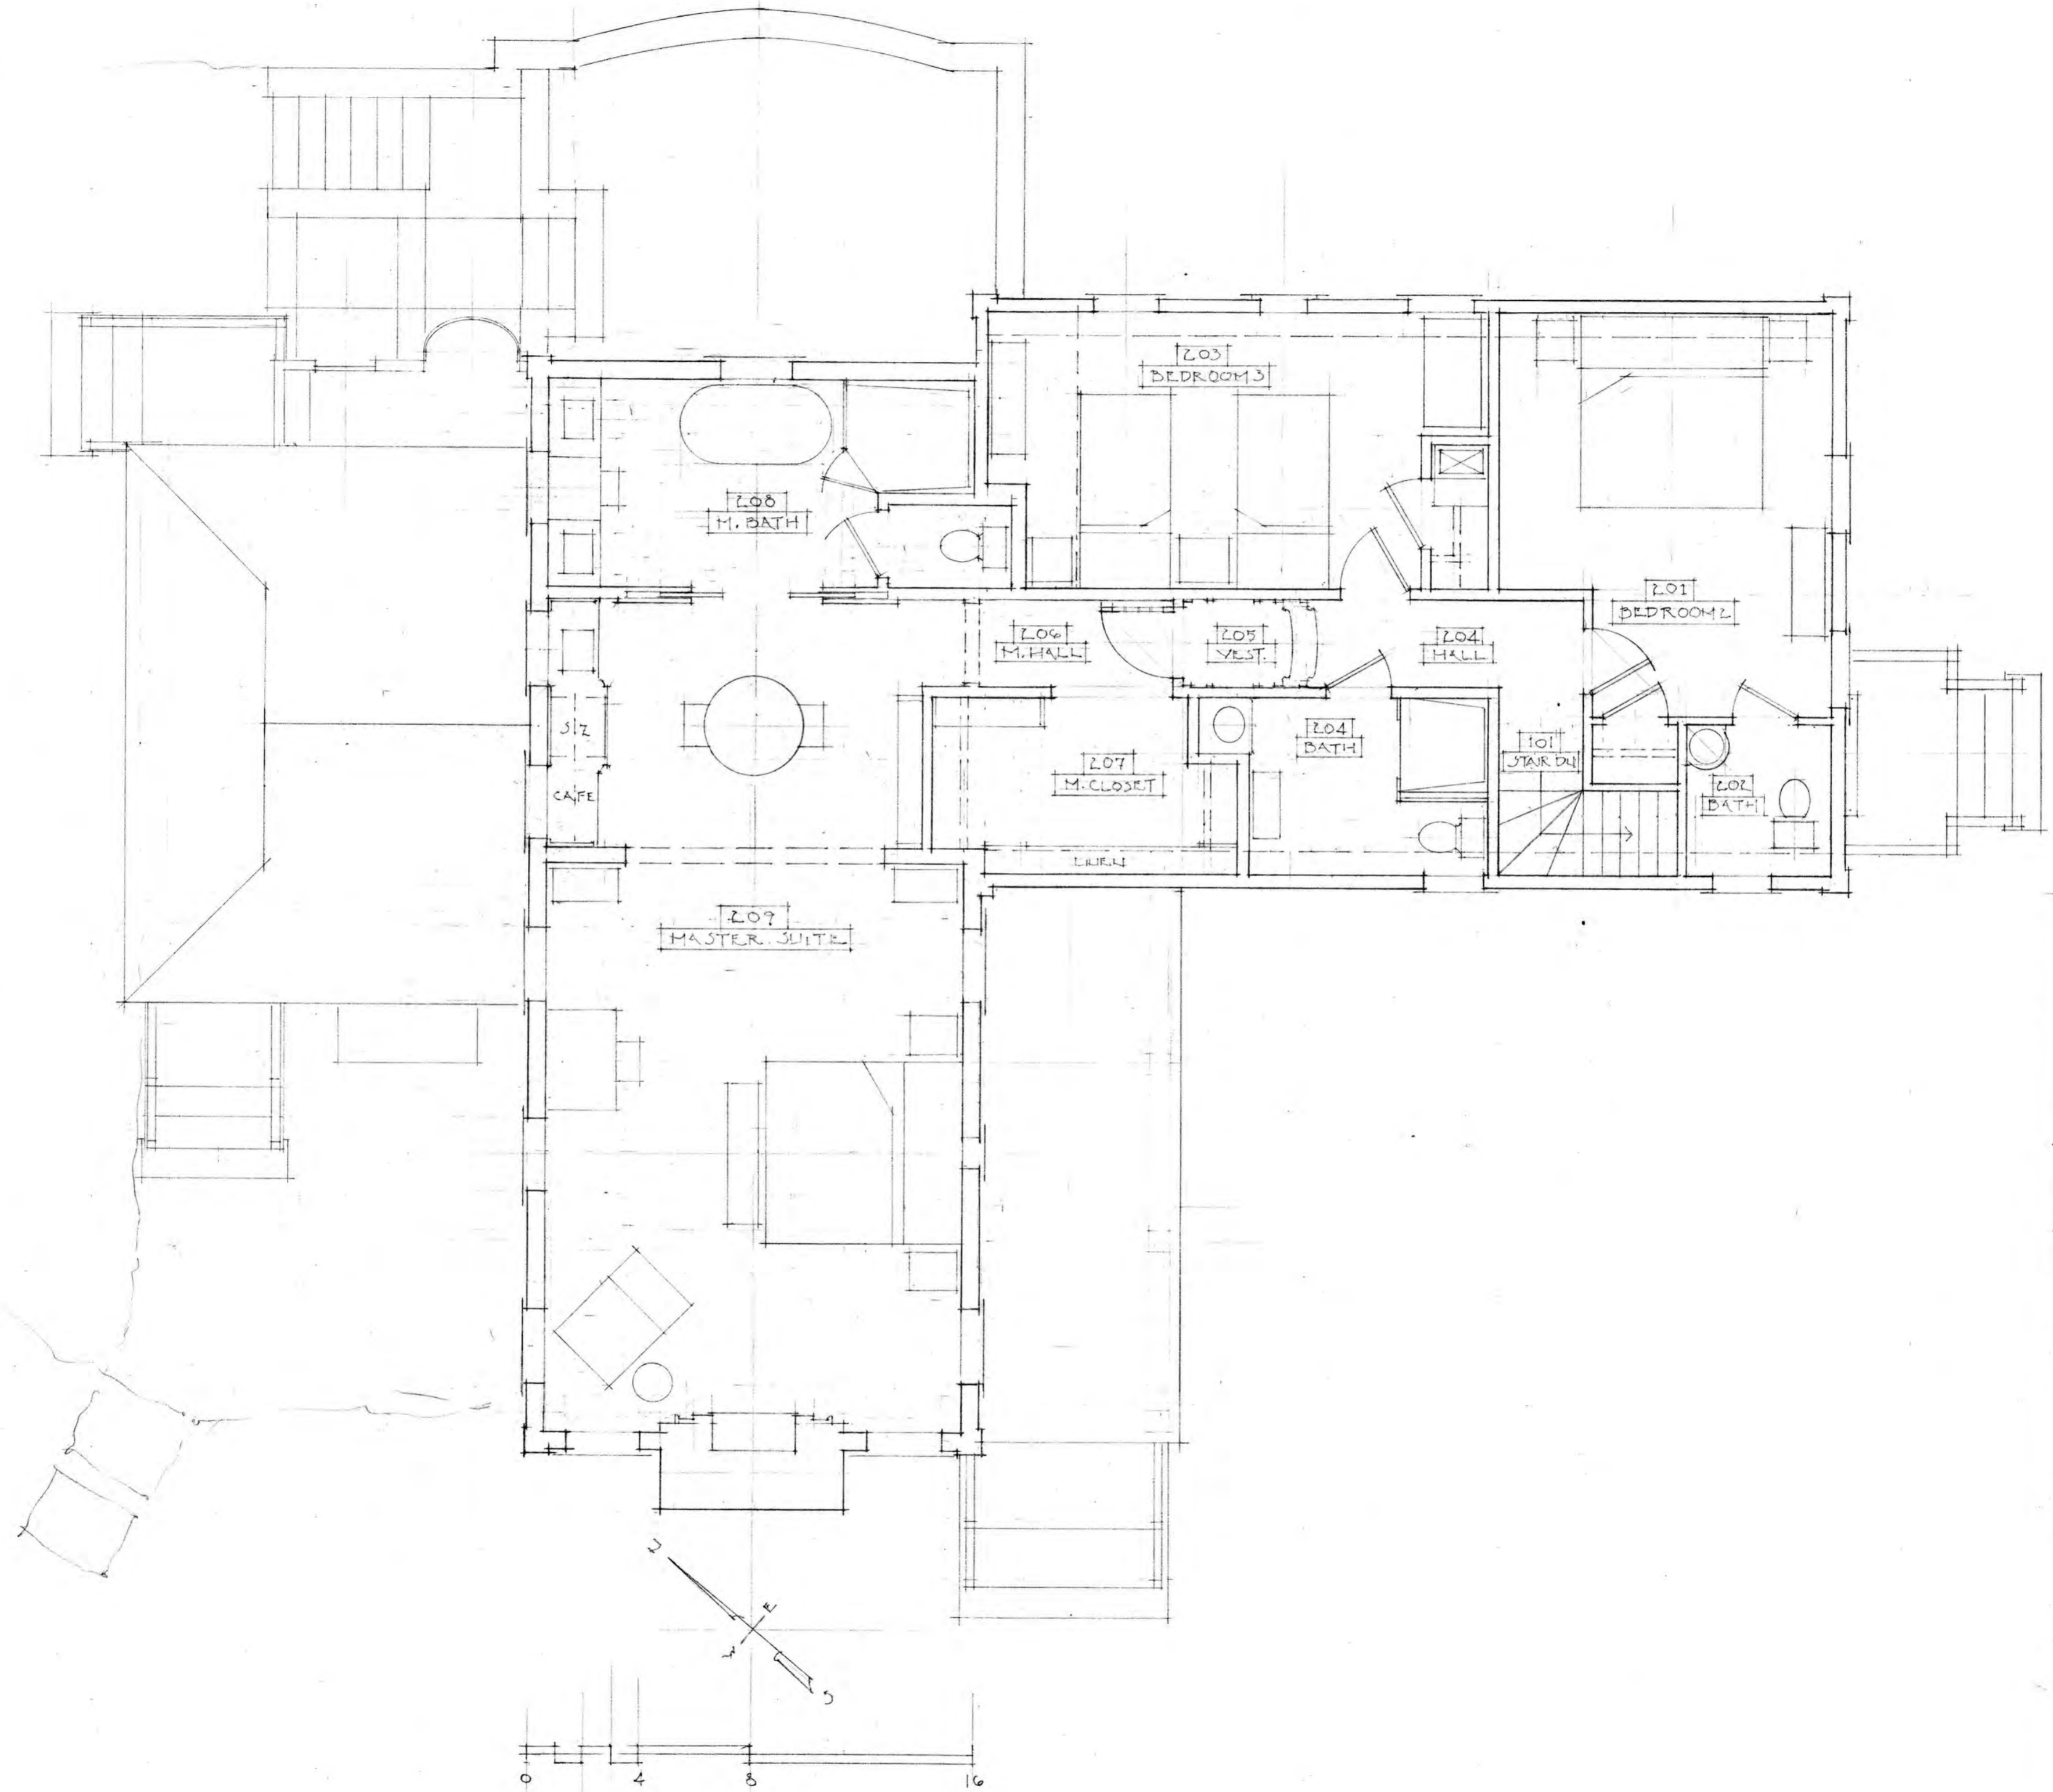 203
BEDROOM 3
208
M. BATH
201
BEDROOM 2
206
M. HALL
205
VEST.
204
HALL
SZ
CAFE
207
M. CLOSET
204
BATH
101
STAIR DN
202
BATH
LINEN
209
MASTER SUITE
N
E
W
S
0 4 8 16